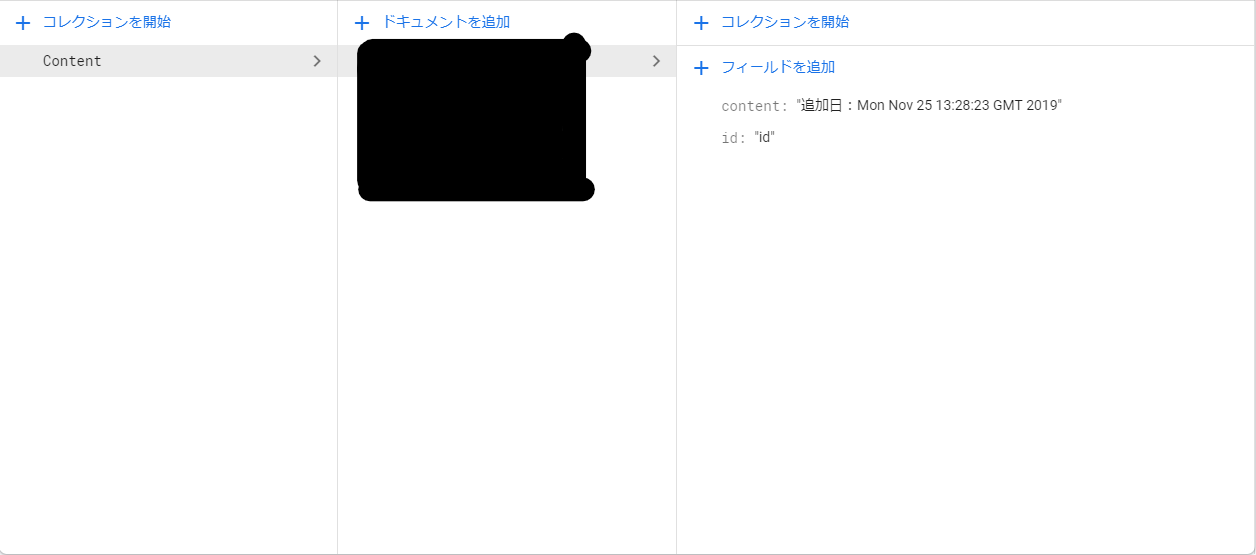 コレクションを開始
Content
ドキュメントを追加
コレクションを開始
フィールドを追加
content: "追加日：Mon Nov 25 13:28:23 GMT 2019"
id: "id"